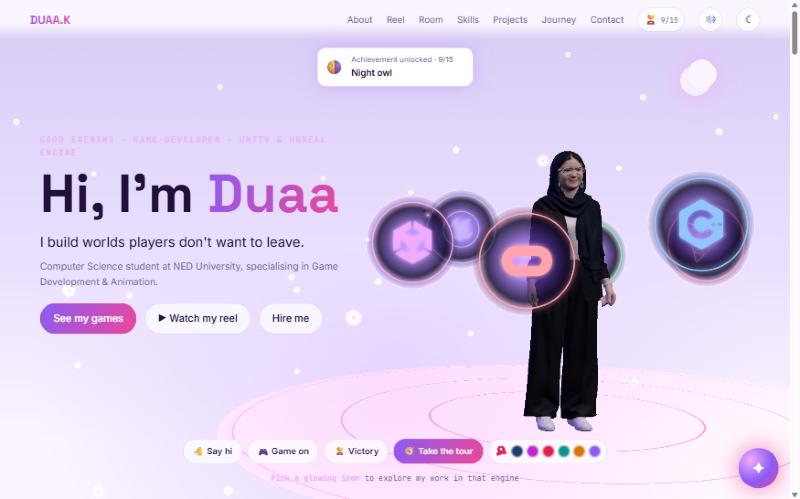 DUAA.K
About Reel Room Skills Projects Journey Contact 9/15
Achievement unlocked · 9/15
Night owl
GOOD EVENING · GAME DEVELOPER · UNITY & UNREAL
ENGINE
Hi, I'm Duaa
I build worlds players don't want to leave.
Computer Science student at NED University, specialising in Game
Development & Animation.
See my games ▶ Watch my reel Hire me
Say hi Game on Victory Take the tour
Pick a glowing icon to explore my work in that engine